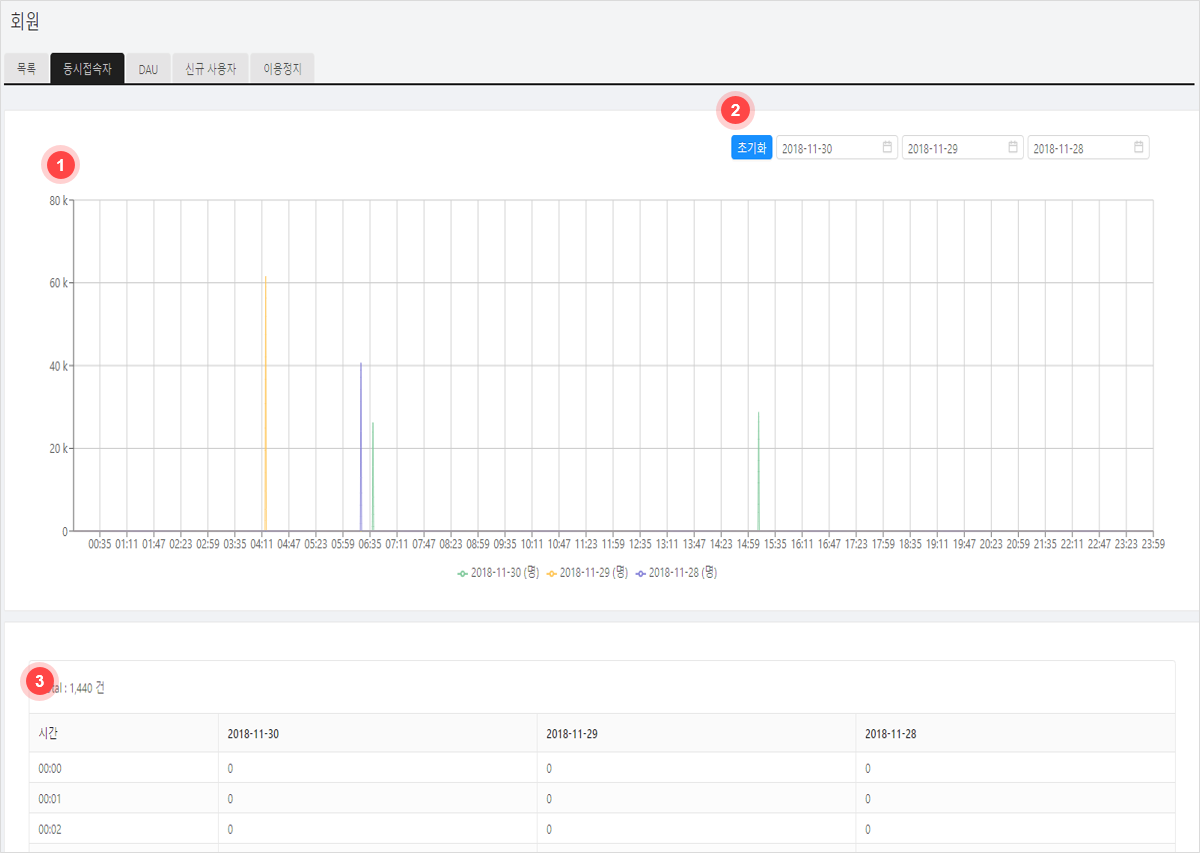 회원
목록 동시접속자 DAU 신규 사용자 이용정지
2
초기화 2018-11-30 2018-11-29 2018-11-28
1
80 k
60 k
40 k
20 k
0
00:35 01:11 01:47 02:23 02:59 03:35 04:11 04:47 05:23 05:59 06:35 07:11 07:47 08:23 08:59 09:35 10:11 10:47 11:23 11:59 12:35 13:11 13:47 14:23 14:59 15:35 16:11 16:47 17:23 17:59 18:35 19:11 19:47 20:23 20:59 21:35 22:11 22:47 23:23 23:59
2018-11-30 (명) 2018-11-29 (명) 2018-11-28 (명)
3
: 1,440 건
시간 2018-11-30 2018-11-29 2018-11-28
00:00 0 0 0
00:01 0 0 0
00:02 0 0 0